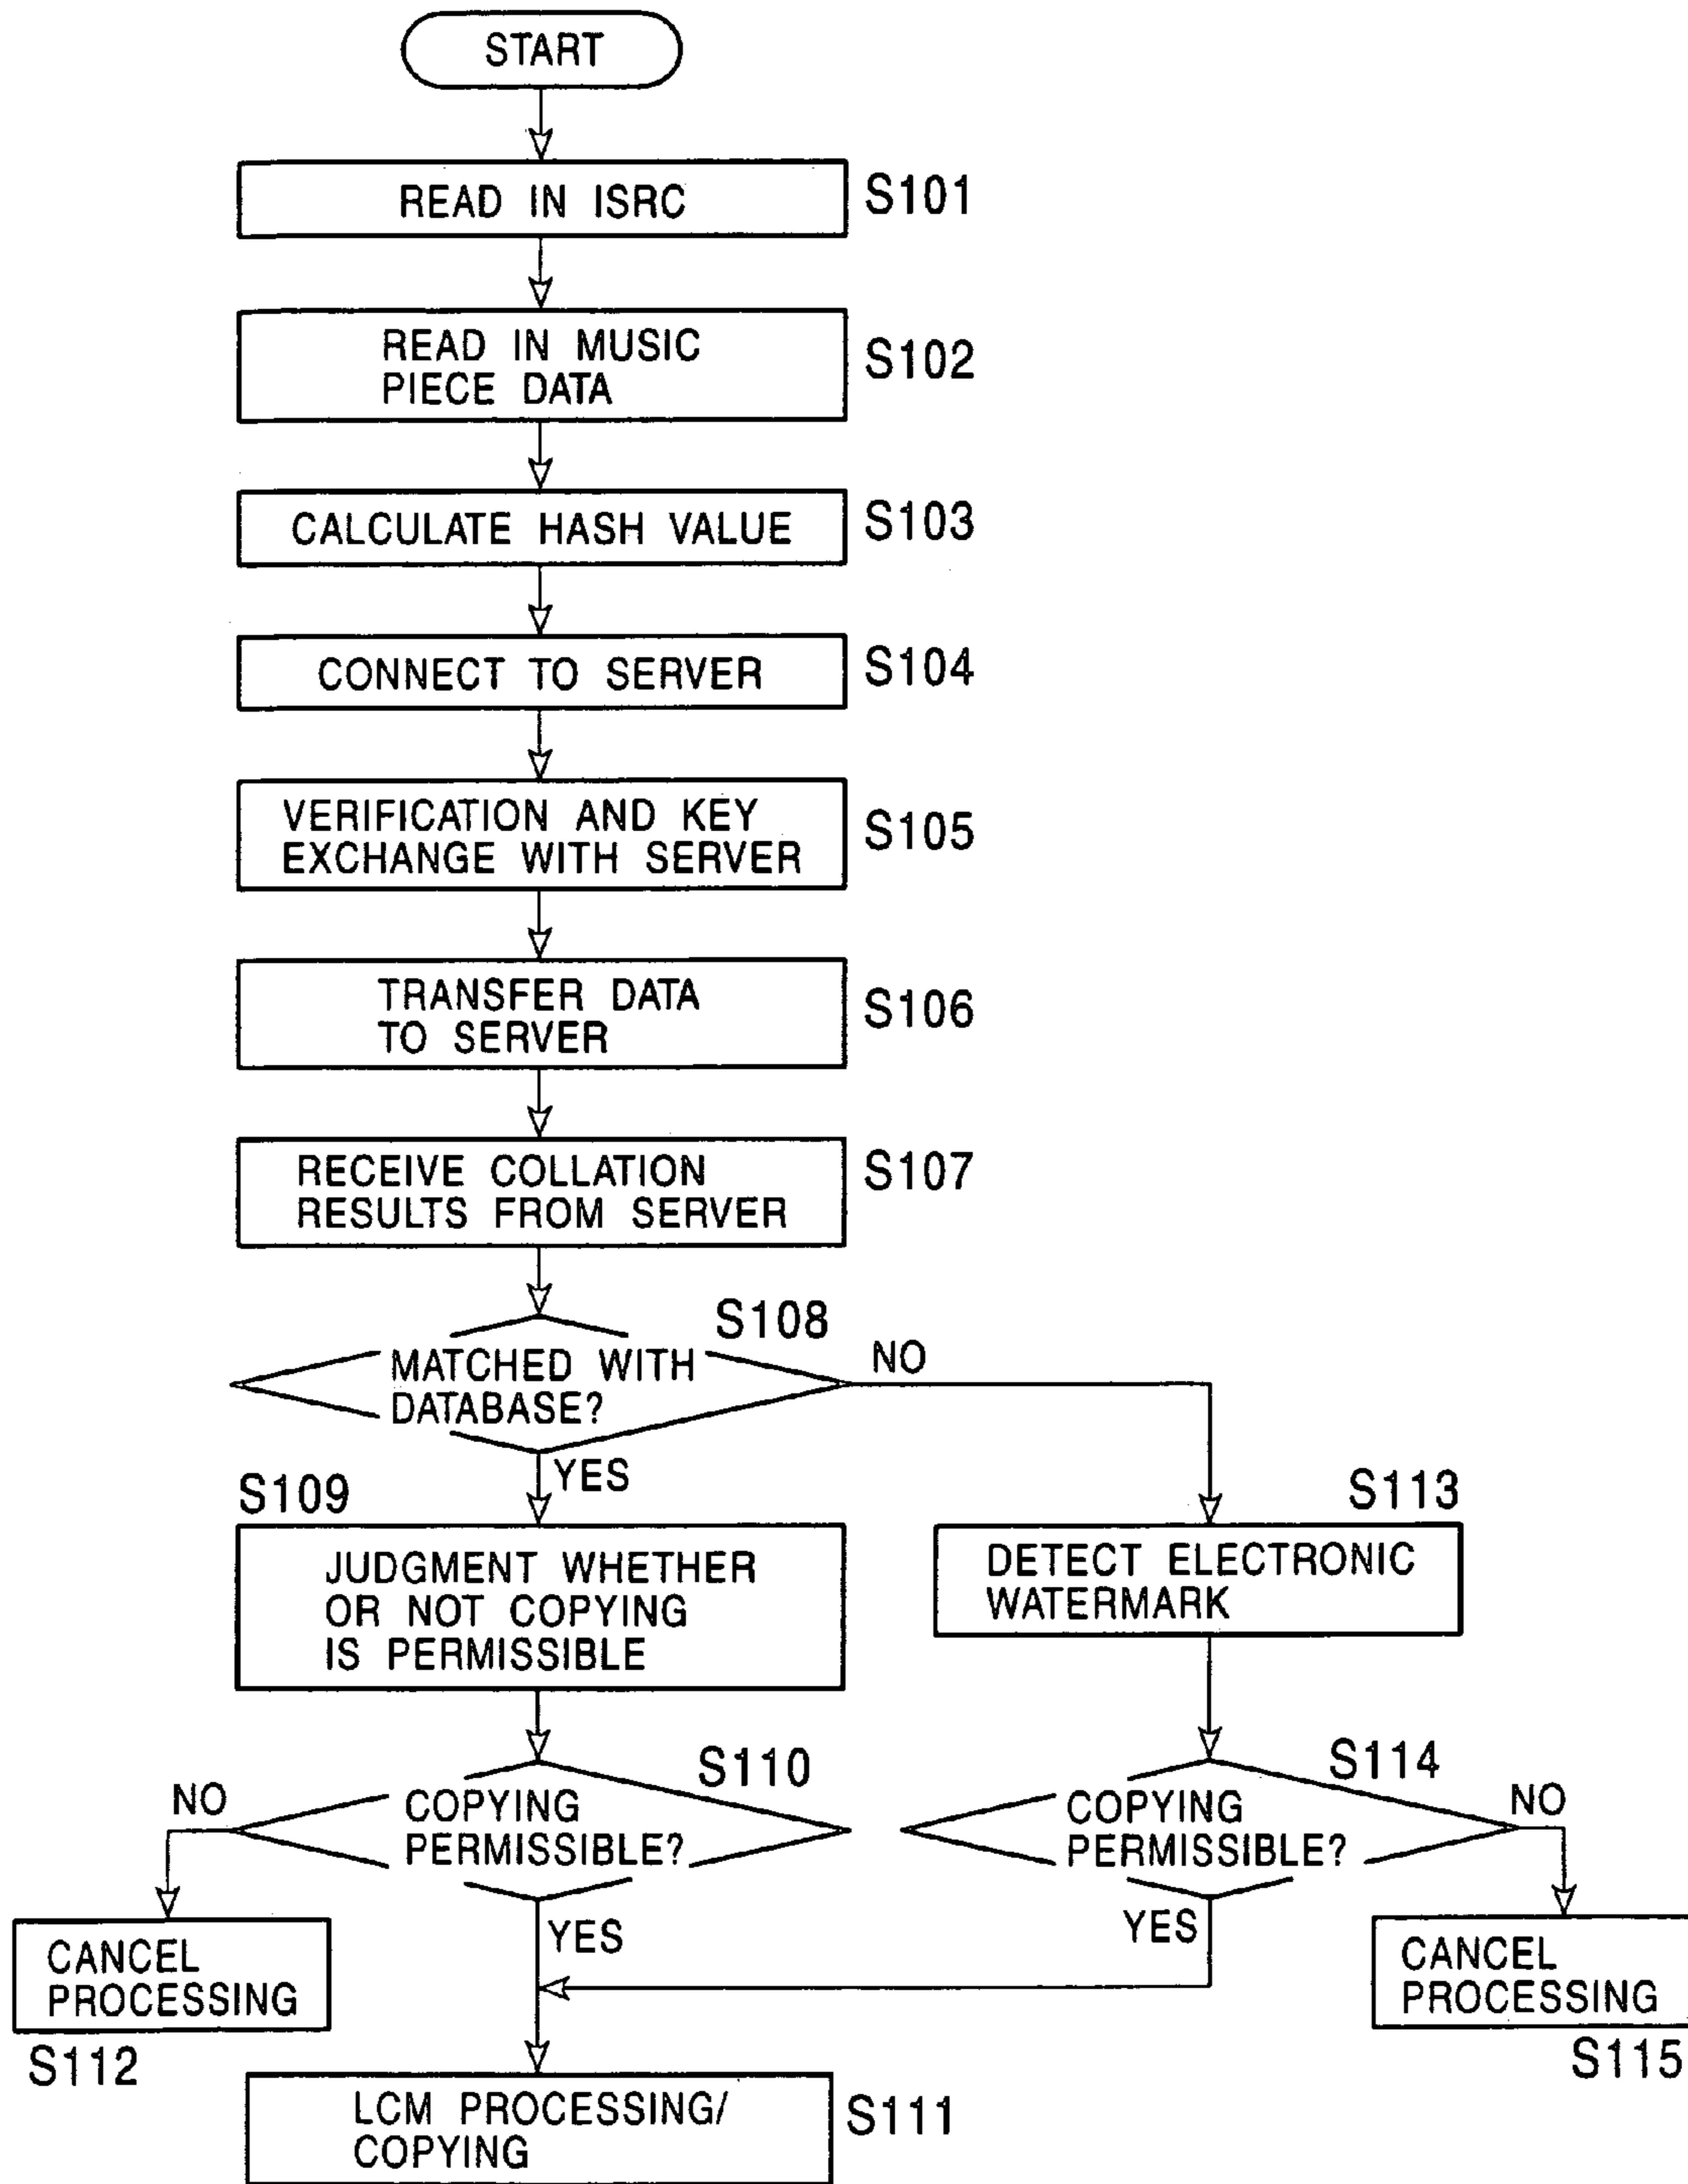 START
READ IN ISRC
S101
READ IN MUSIC
PIECE DATA
S102
CALCULATE HASH VALUE
S103
CONNECT TO SERVER
S104
VERIFICATION AND KEY
EXCHANGE WITH SERVER
S105
TRANSFER DATA
TO SERVER
S106
RECEIVE COLLATION
RESULTS FROM SERVER
S107
S108
MATCHED WITH
DATABASE?
NO
YES
S109
JUDGMENT WHETHER
OR NOT COPYING
IS PERMISSIBLE
S113
DETECT ELECTRONIC
WATERMARK
S110
COPYING
PERMISSIBLE?
NO
YES
S114
COPYING
PERMISSIBLE?
NO
YES
CANCEL
PROCESSING
S112
CANCEL
PROCESSING
S115
LCM PROCESSING/
COPYING
S111